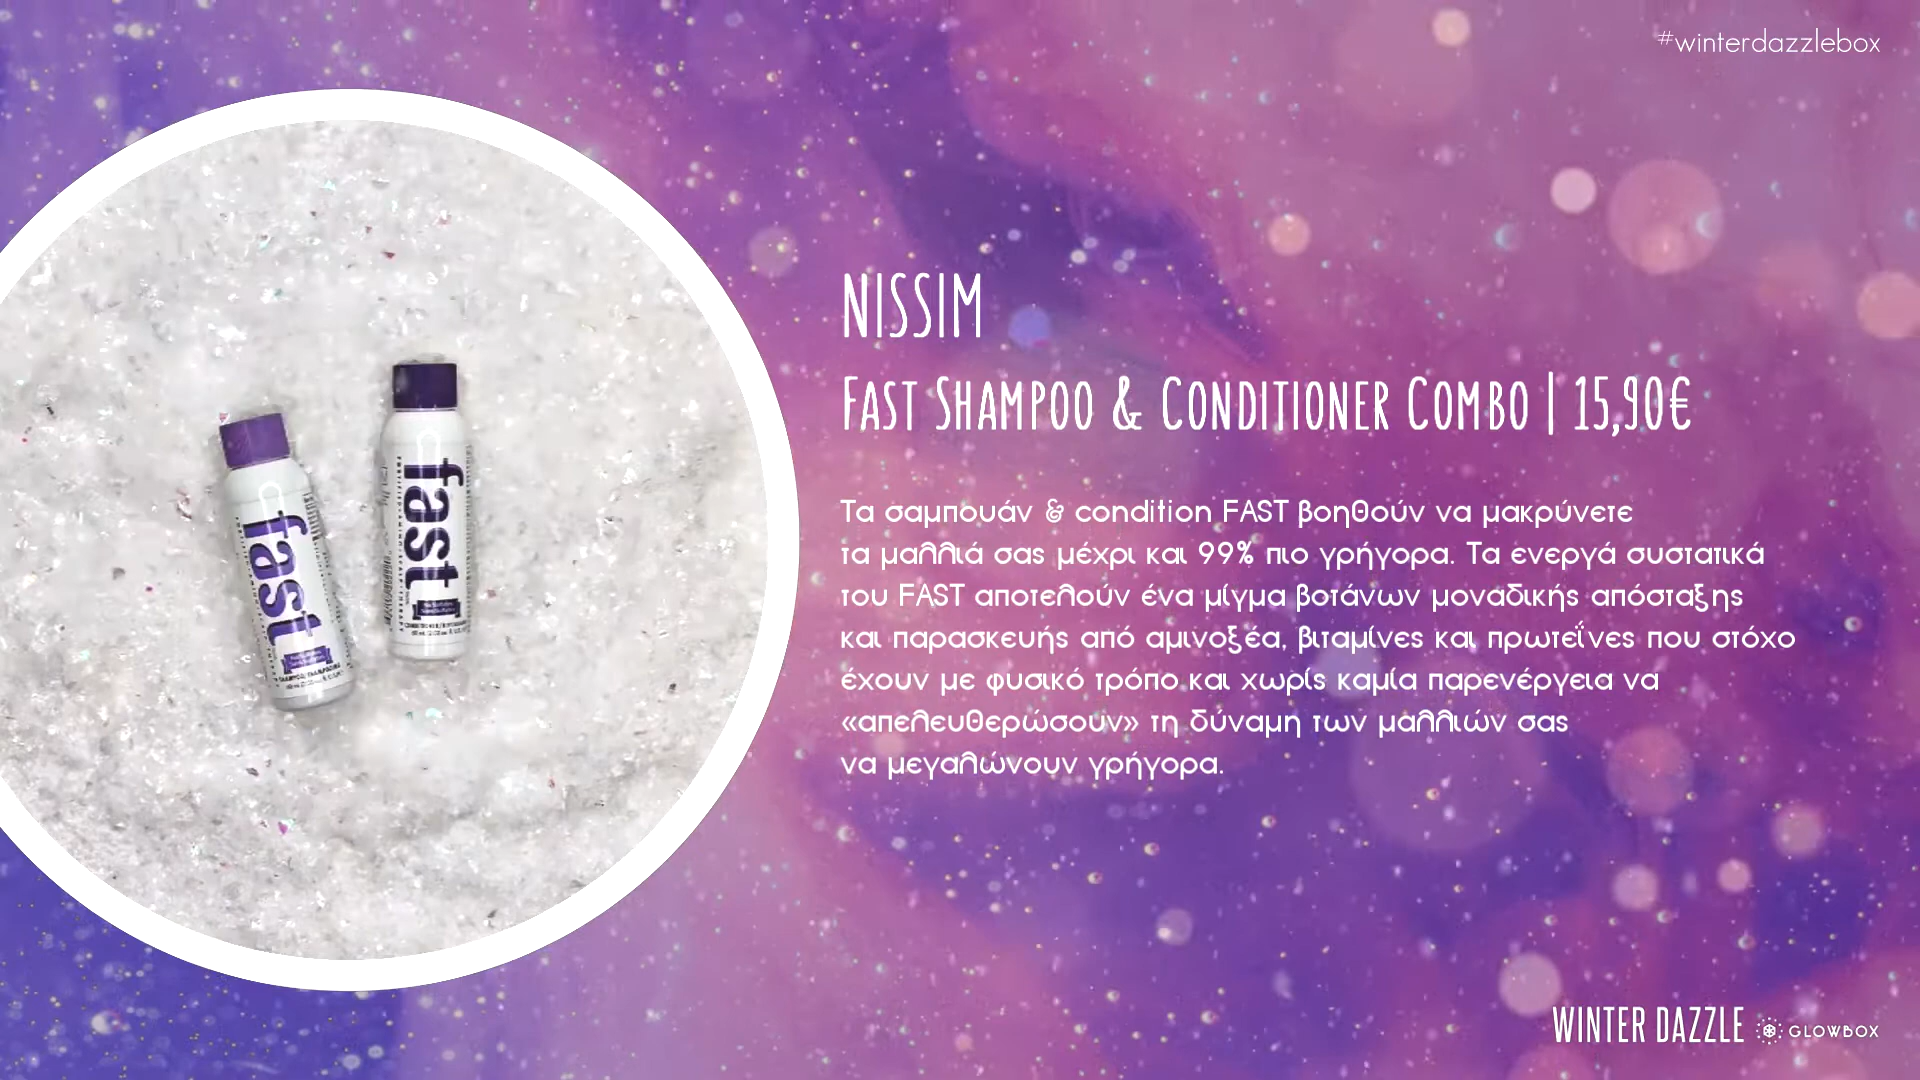 #winterdazzlebox
NISSIM
FAST SHAMPOO & CONDITIONER COMBO | 15,90€
Τα σαμπουάν & condition FAST βοηθούν να μακρύνετε
τα μαλλιά σας μέχρι και 99% πιο γρήγορα. Τα ενεργά συστατικά
του FAST αποτελούν ένα μίγμα βοτάνων μοναδικής απόσταξης
και παρασκευής από αμινοξέα, βιταμίνες και πρωτεΐνες που στόχο
έχουν με φυσικό τρόπο και χωρίς καμία παρενέργεια να
«απελευθερώσουν» τη δύναμη των μαλλιών σας
να μεγαλώνουν γρήγορα.
fast
fast
WINTER DAZZLE GLOWBOX